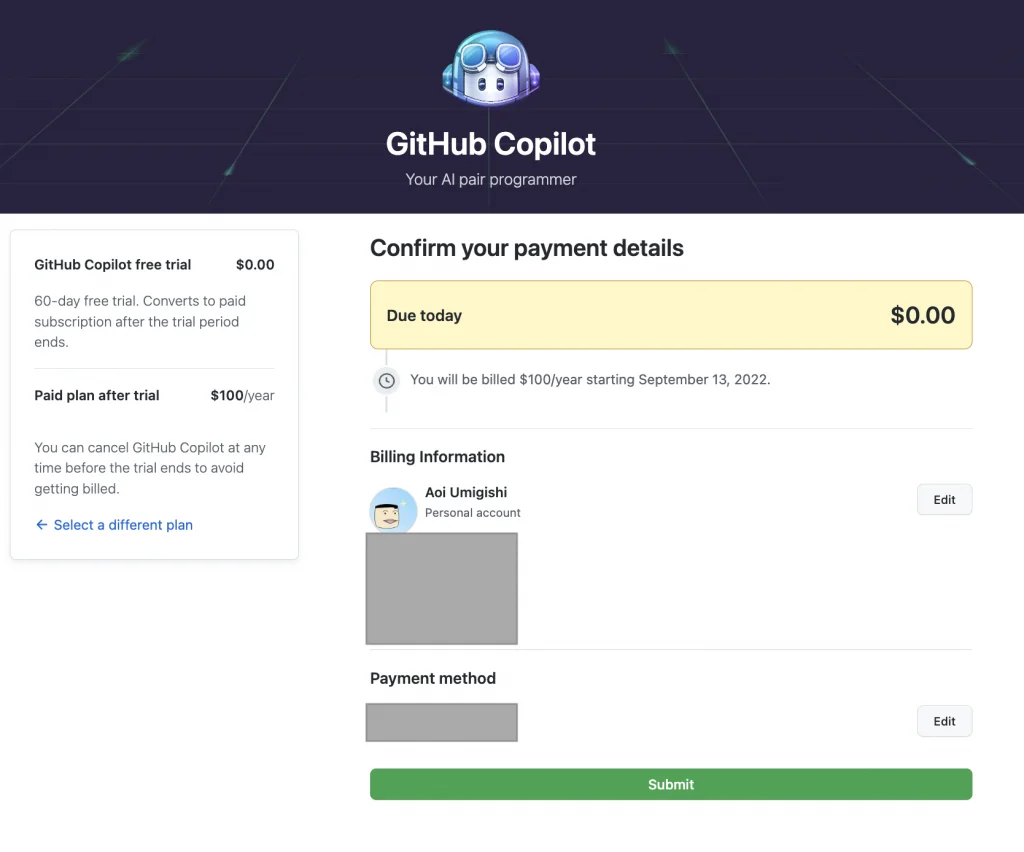 GitHub Copilot
Your AI pair programmer
GitHub Copilot free trial $0.00
60-day free trial. Converts to paid
subscription after the trial period
ends.
Paid plan after trial $100/year
You can cancel GitHub Copilot at any
time before the trial ends to avoid
getting billed.
← Select a different plan
Confirm your payment details
Due today $0.00
You will be billed $100/year starting September 13, 2022.
Billing Information
Aoi Umigishi
Personal account
Edit
Payment method
Edit
Submit